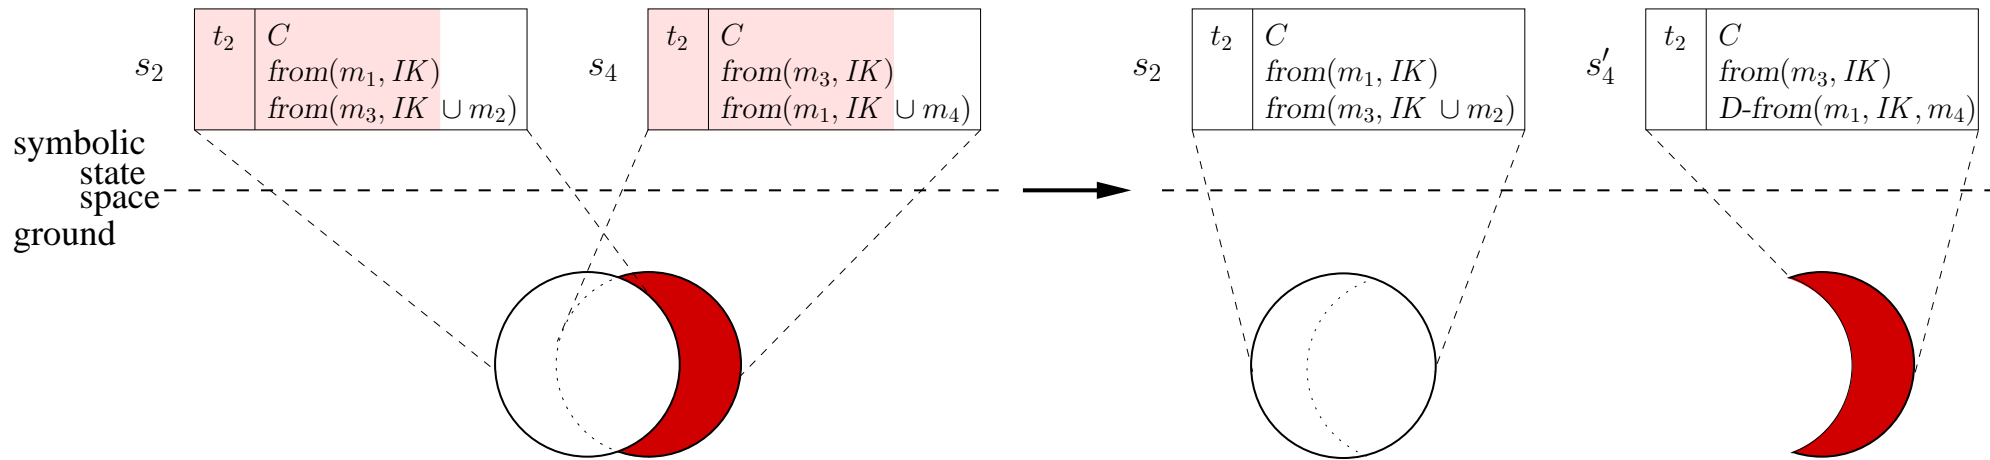 s₂
t₂
C
from(m₁, IK)
from(m₃, IK ∪ m₂)
s₄
t₂
C
from(m₃, IK)
from(m₁, IK ∪ m₄)
s₂
t₂
C
from(m₁, IK)
from(m₃, IK ∪ m₂)
s′₄
t₂
C
from(m₃, IK)
D-from(m₁, IK, m₄)
symbolic
state
space
ground